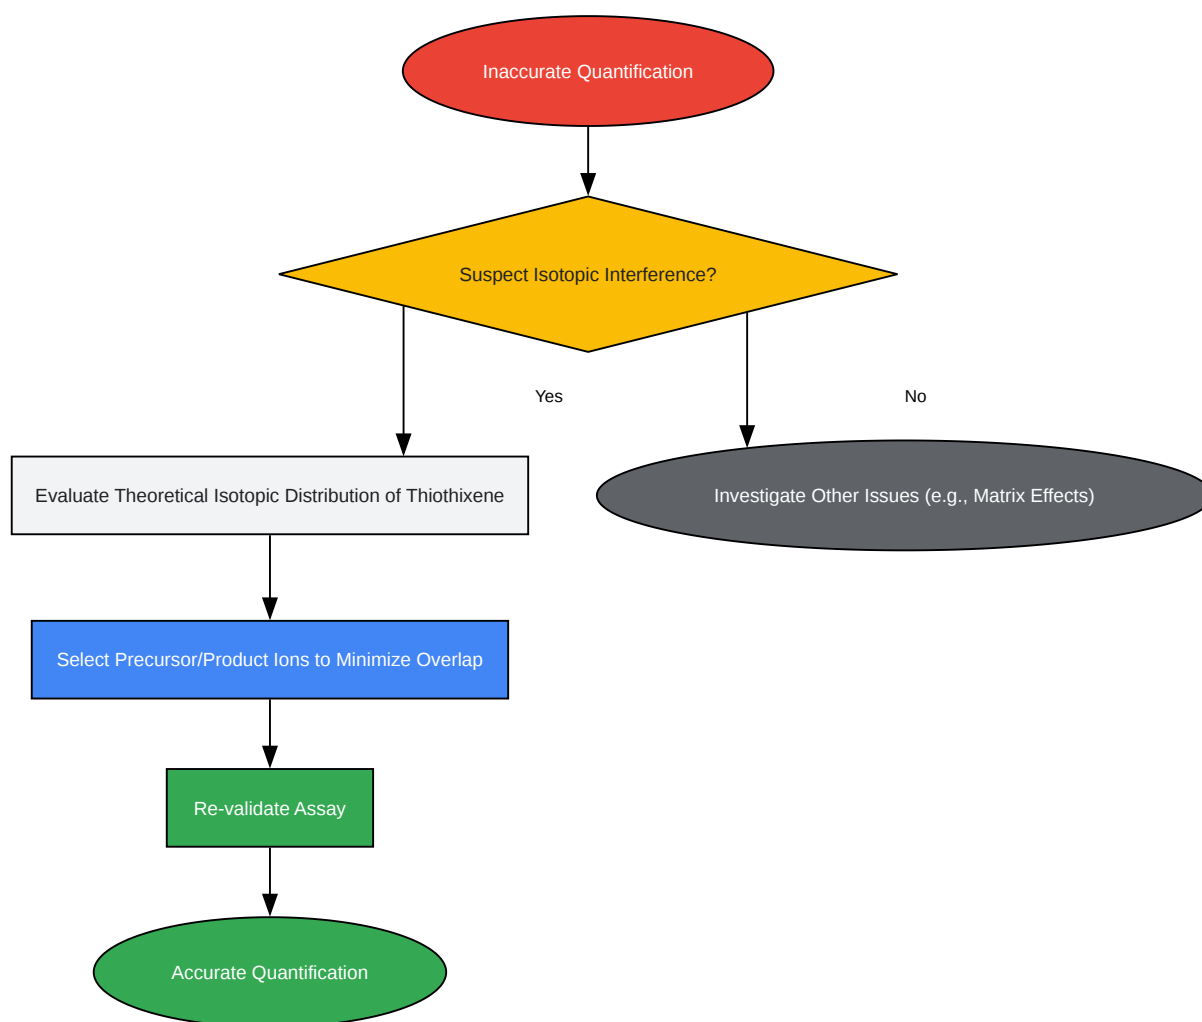 Inaccurate Quantification
Suspect Isotopic Interference?
Yes
No
Evaluate Theoretical Isotopic Distribution of Thiothixene
Investigate Other Issues (e.g., Matrix Effects)
Select Precursor/Product Ions to Minimize Overlap
Re-validate Assay
Accurate Quantification